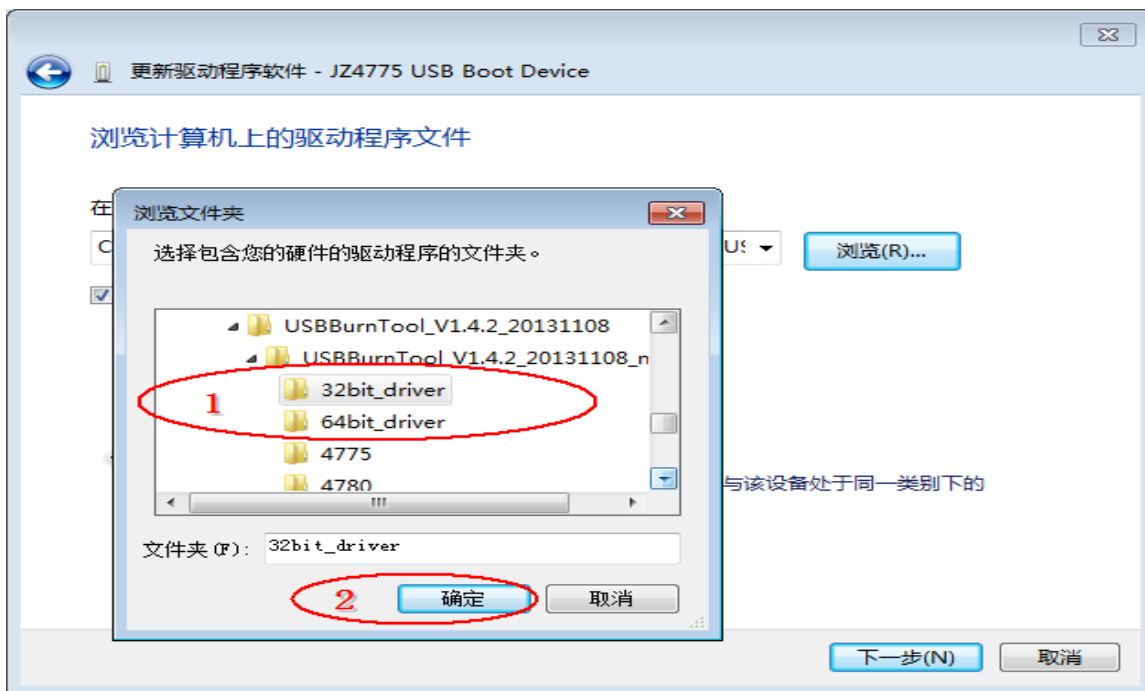 更新驱动程序软件 - JZ4775 USB Boot Device
浏览计算机上的驱动程序文件
在
浏览文件夹
C
选择包含您的硬件的驱动程序的文件夹。
浏览(R)...
USBBurnTool_V1.4.2_20131108
USBBurnTool_V1.4.2_20131108_n
1
32bit_driver
64bit_driver
4775
4780
与该设备处于同一类别下的
文件夹(F): 32bit_driver
2 确定 取消
下一步(N) 取消